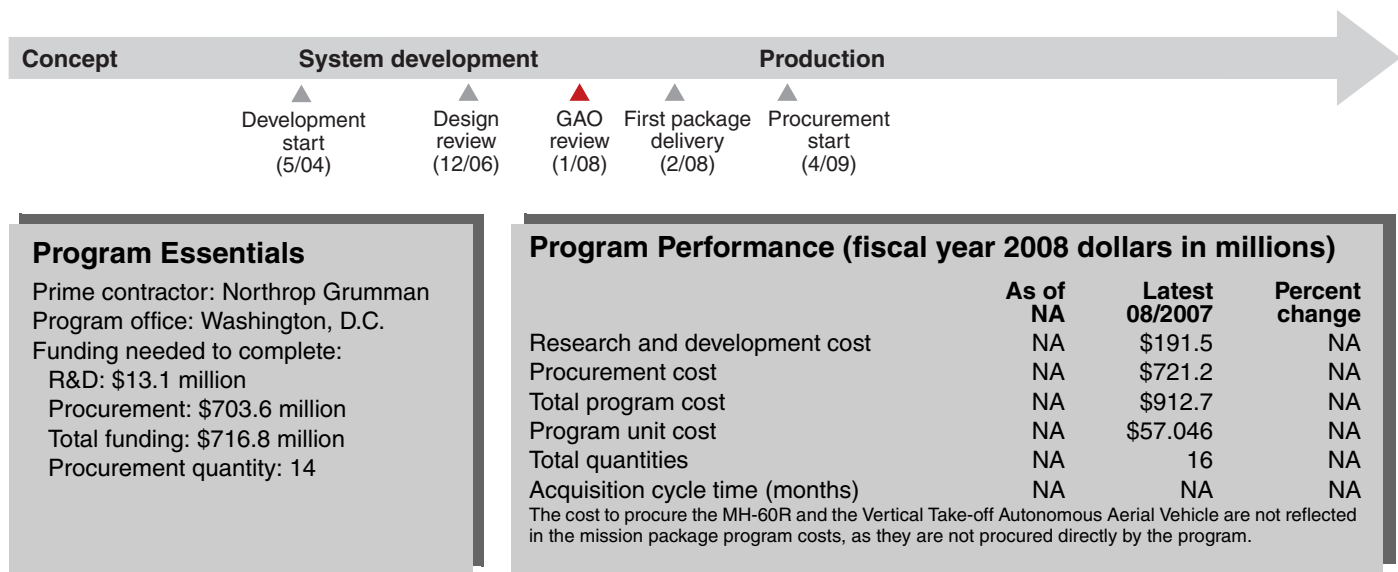 Concept System development Production
Development start (5/04)
Design review (12/06)
GAO review (1/08)
First package delivery (2/08)
Procurement start (4/09)
Program Essentials
Prime contractor: Northrop Grumman
Program office: Washington, D.C.
Funding needed to complete:
R&D: $13.1 million
Procurement: $703.6 million
Total funding: $716.8 million
Procurement quantity: 14
Program Performance (fiscal year 2008 dollars in millions)
As of NA Latest 08/2007 Percent change
Research and development cost NA $191.5 NA
Procurement cost NA $721.2 NA
Total program cost NA $912.7 NA
Program unit cost NA $57.046 NA
Total quantities NA 16 NA
Acquisition cycle time (months) NA NA NA
The cost to procure the MH-60R and the Vertical Take-off Autonomous Aerial Vehicle are not reflected
in the mission package program costs, as they are not procured directly by the program.